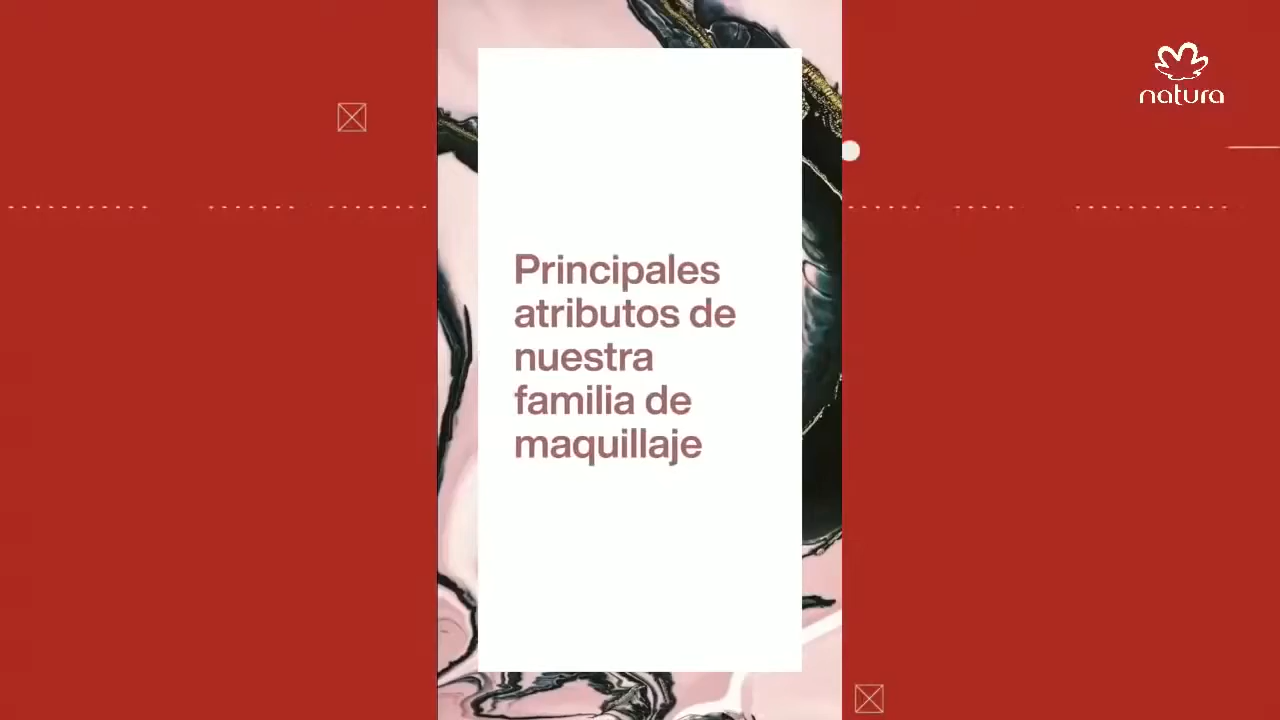 natura
Principales
atributos de
nuestra
familia de
maquillaje